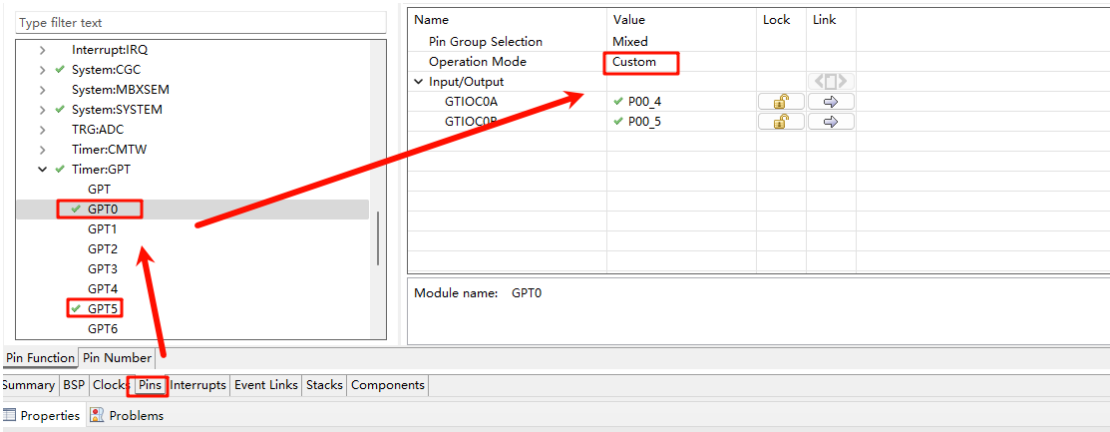 Type filter text
Interrupt:IRQ
System:CGC
System:MBXSEM
System:SYSTEM
TRG:ADC
Timer:CMTW
Timer:GPT
GPT
GPT0
GPT1
GPT2
GPT3
GPT4
GPT5
GPT6
Name Value Lock Link
Pin Group Selection Mixed
Operation Mode Custom
Input/Output
GTIOC0A P00_4
GTIOC0B P00_5
Module name: GPT0
Pin Function Pin Number
Summary BSP Clocks Pins Interrupts Event Links Stacks Components
Properties Problems